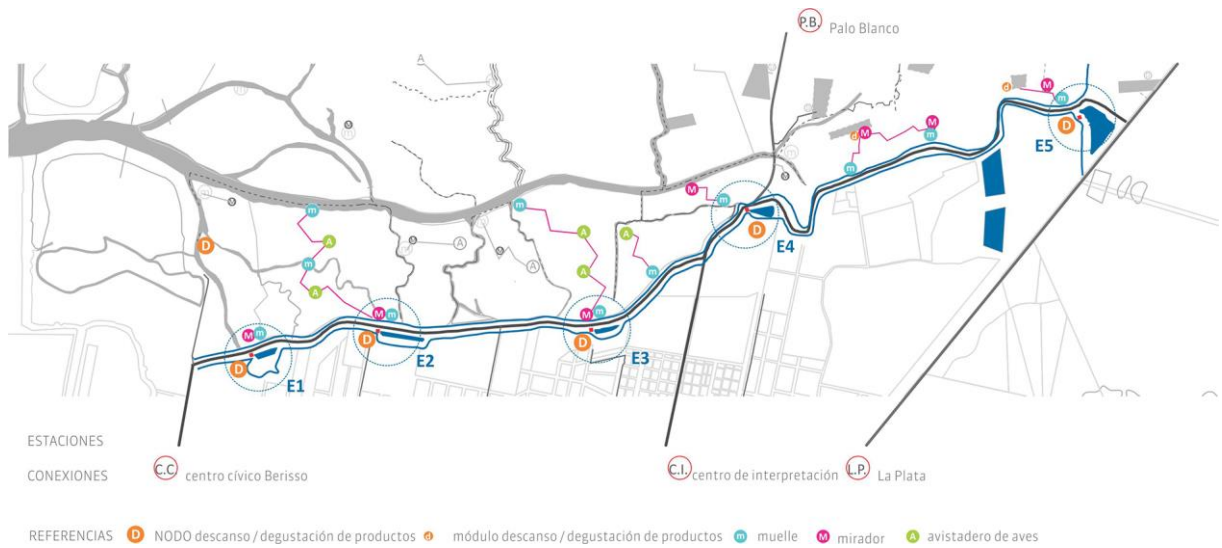 P.B. Palo Blanco
A
m
M
d M m
D
E5
M
A
m
M
d M M
m
m
m
M
M
M m
m
M
D
M
A
A
m
A
A
D
E4
m
A
m
A
M m
M m
M m
D
E1
D
E2
D
E3
ESTACIONES
CONEXIONES C.C. centro cívico Berisso C.I. centro de interpretación L.P. La Plata
REFERENCIAS D NODO descanso / degustación de productos d módulo descanso / degustación de productos m muelle M mirador A avistadero de aves